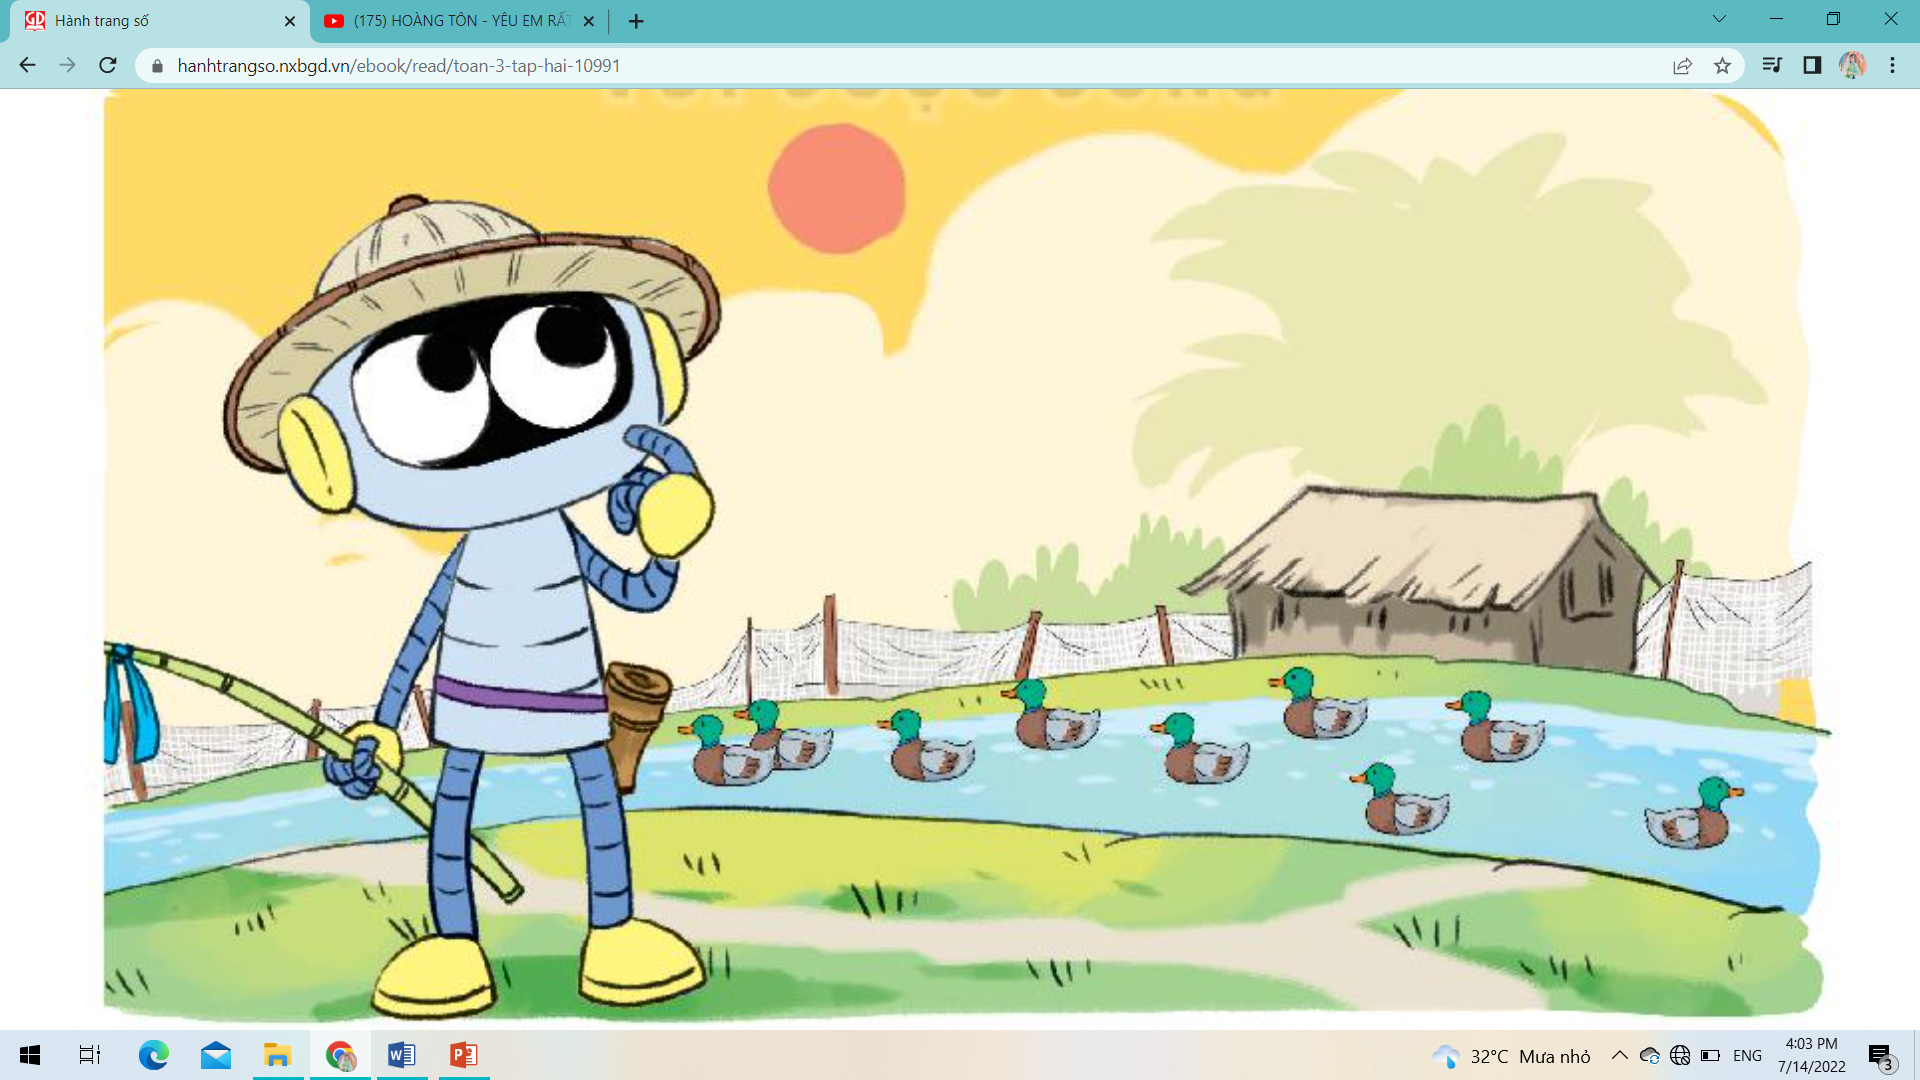 Hành trang số
(175) HOÀNG TÔN - YÊU EM RẤT
hanhtrangso.nxbgd.vn/ebook/read/toan-3-tap-hai-10991
32°C Mưa nhỏ
ENG
4:03 PM
7/14/2022
3